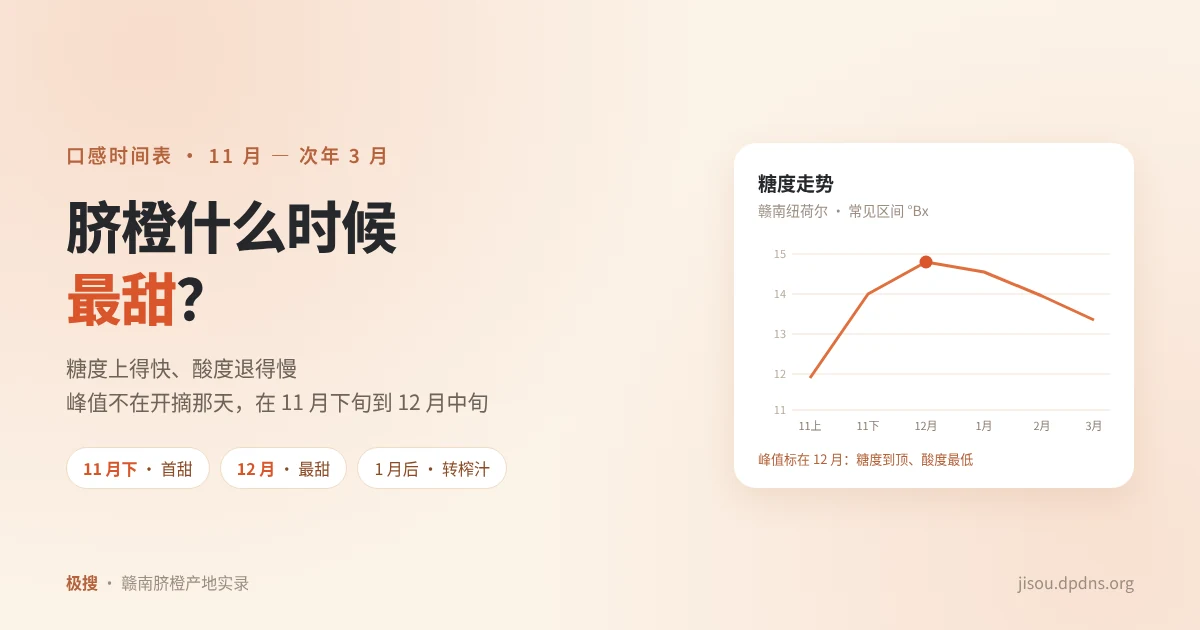 口感时间表 · 11 月 — 次年 3 月
脐橙什么时候
最甜？
糖度上得快、酸度退得慢
峰值不在开摘那天，在 11 月下旬到 12 月中旬
11 月下 · 首甜
12 月 · 最甜
1 月后 · 转榨汁
糖度走势
赣南纽荷尔 · 常见区间 °Bx
15
14
13
12
11
11上 11下 12月 1月 2月 3月
峰值标在 12 月：糖度到顶、酸度最低
极搜 · 赣南脐橙产地实录
jisou.dpdns.org